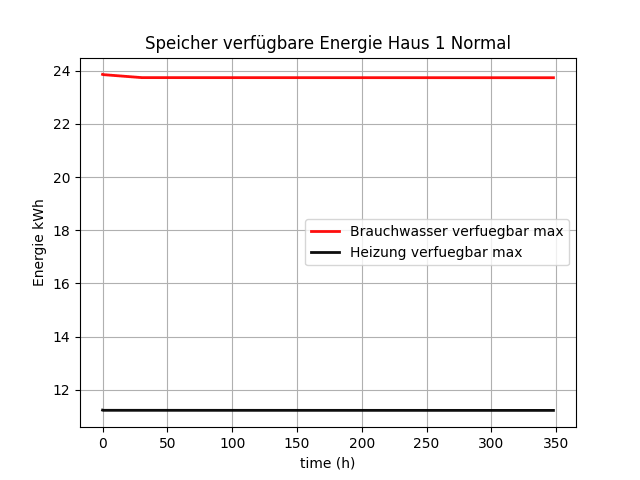 Speicher verfügbare Energie Haus 1 Normal
24
22
20
18
16
14
12
Energie kWh
Brauchwasser verfuegbar max
Heizung verfuegbar max
0 50 100 150 200 250 300 350
time (h)